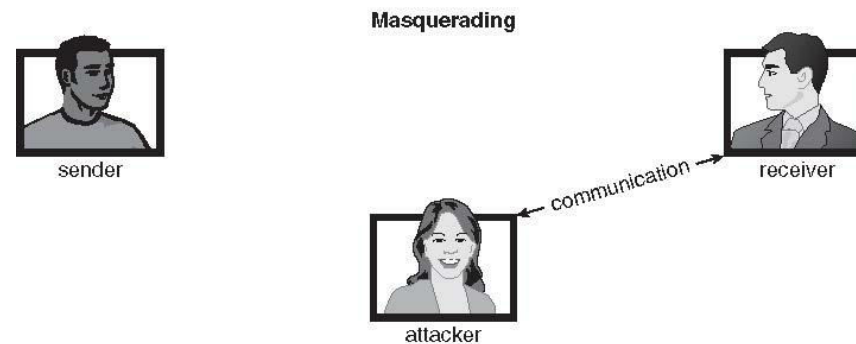 Masquerading
sender
communication
receiver
attacker